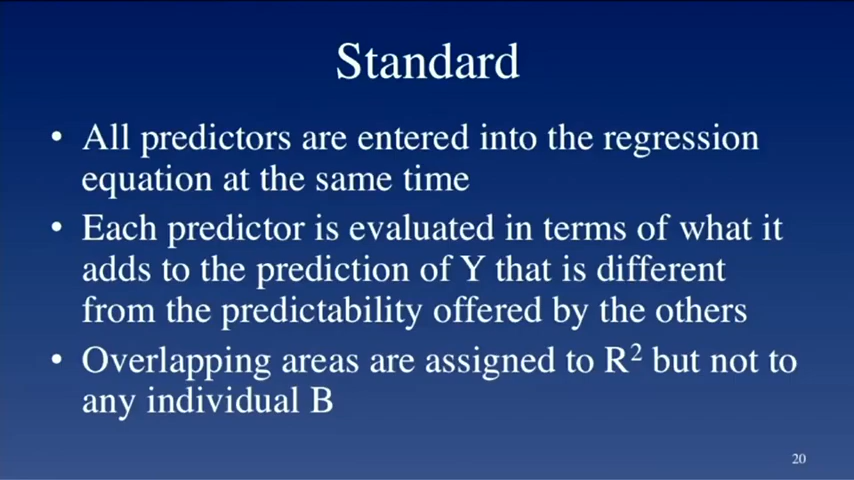 Standard
• All predictors are entered into the regression
equation at the same time
• Each predictor is evaluated in terms of what it
adds to the prediction of Y that is different
from the predictability offered by the others
• Overlapping areas are assigned to R² but not to
any individual B
20